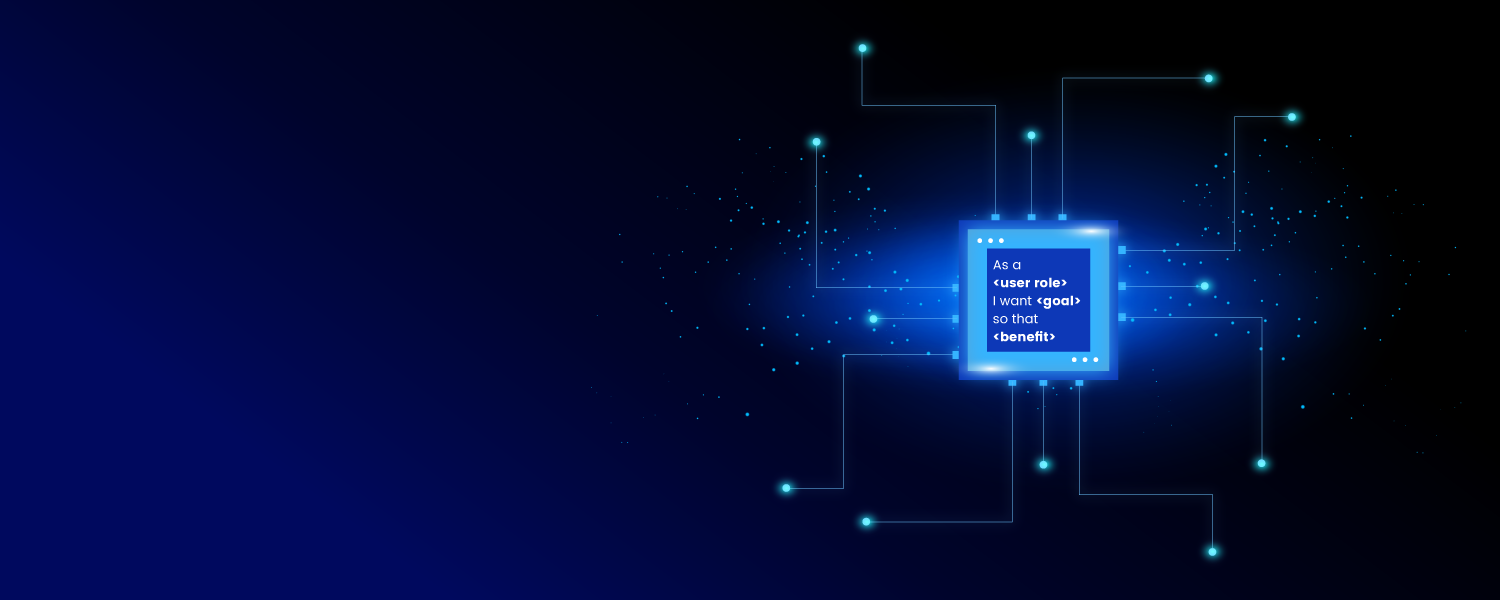 As a
<user role>
I want <goal>
so that
<benefit>